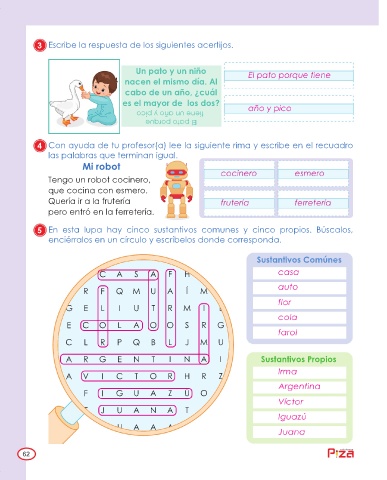 3 Escribe la respuesta de los siguientes acertijos.
Un pato y un niño
nacen el mismo día. Al
cabo de un año, ¿cuál
es el mayor de los dos?
El pato porque
tiene un año y pico
El pato porque tiene
año y pico
4 Con ayuda de tu profesor(a) lee la siguiente rima y escribe en el recuadro
las palabras que terminan igual.
Mi robot
Tengo un robot cocinero,
que cocina con esmero.
Quería ir a la frutería
pero entró en la ferretería.
cocinero esmero
frutería ferretería
5 En esta lupa hay cinco sustantivos comunes y cinco propios. Búscalos,
enciérralos en un círculo y escríbelos donde corresponda.
C A S A F H
R F Q M U A I M
G E L I U T R M I
E C O L A O O S R G
C L R P Q B L J M U
A R G E N T I N A I
A V I C T O R H R Z
F I G U A Z U O
J U A N A T
U A A A
Sustantivos Comúnes
casa
auto
flor
cola
farol
Sustantivos Propios
Irma
Argentina
Víctor
Iguazú
Juana
62
Piza